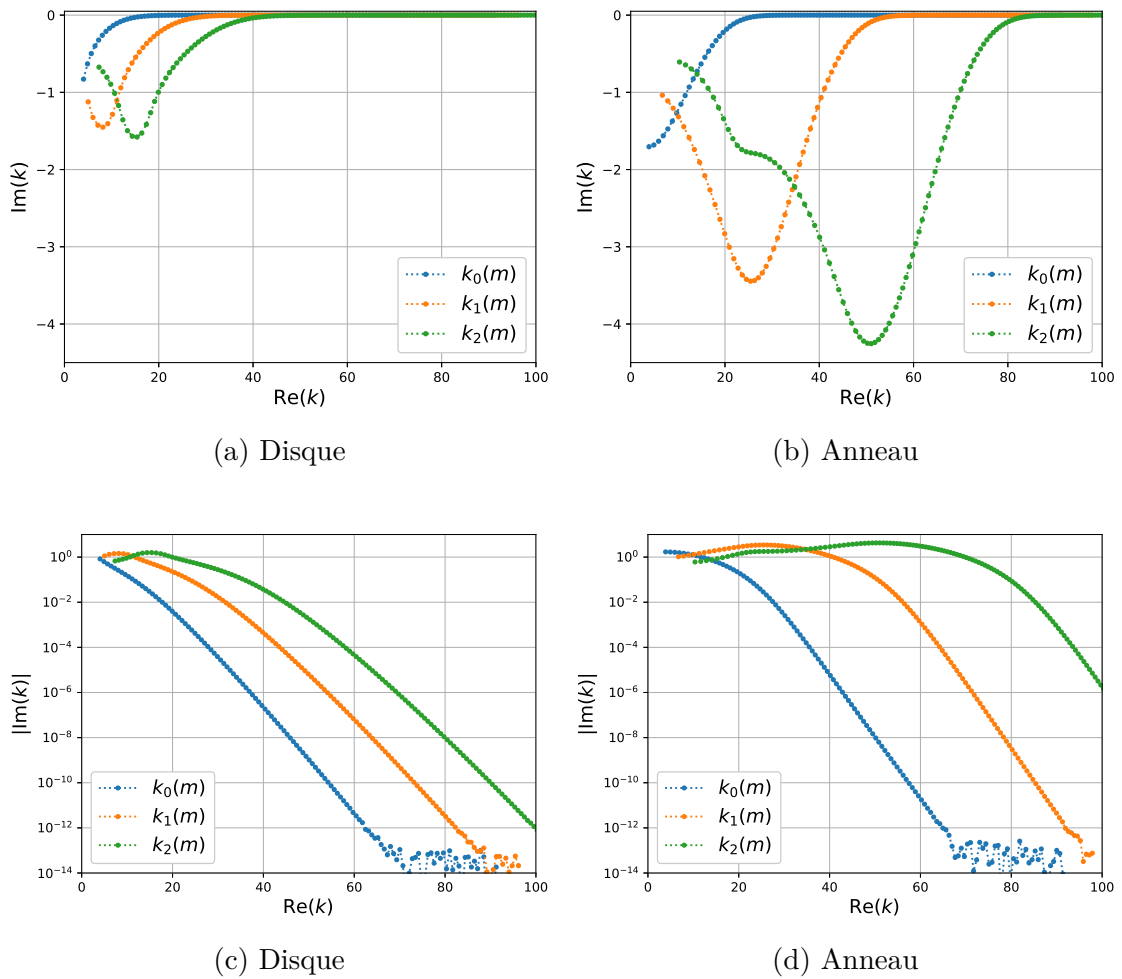 0
−1
−2
−3
−4
Im(k)
0 20 40 60 80 100
Re(k)
k₀(m)
k₁(m)
k₂(m)
(a) Disque
0
−1
−2
−3
−4
Im(k)
0 20 40 60 80 100
Re(k)
k₀(m)
k₁(m)
k₂(m)
(b) Anneau
10⁰
10⁻²
10⁻⁴
10⁻⁶
10⁻⁸
10⁻¹⁰
10⁻¹²
10⁻¹⁴
|Im(k)|
0 20 40 60 80 100
Re(k)
k₀(m)
k₁(m)
k₂(m)
(c) Disque
10⁰
10⁻²
10⁻⁴
10⁻⁶
10⁻⁸
10⁻¹⁰
10⁻¹²
10⁻¹⁴
|Im(k)|
0 20 40 60 80 100
Re(k)
k₀(m)
k₁(m)
k₂(m)
(d) Anneau